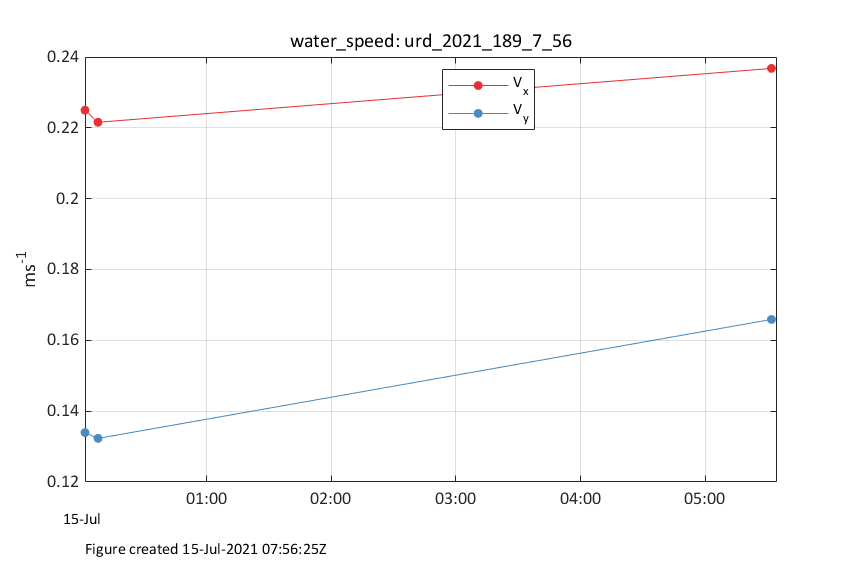 water_speed: urd_2021_189_7_56
0.24
0.22
0.2
0.18
0.16
0.14
0.12
ms-1
Vx
Vy
01:00 02:00 03:00 04:00 05:00
15-Jul
Figure created 15-Jul-2021 07:56:25Z